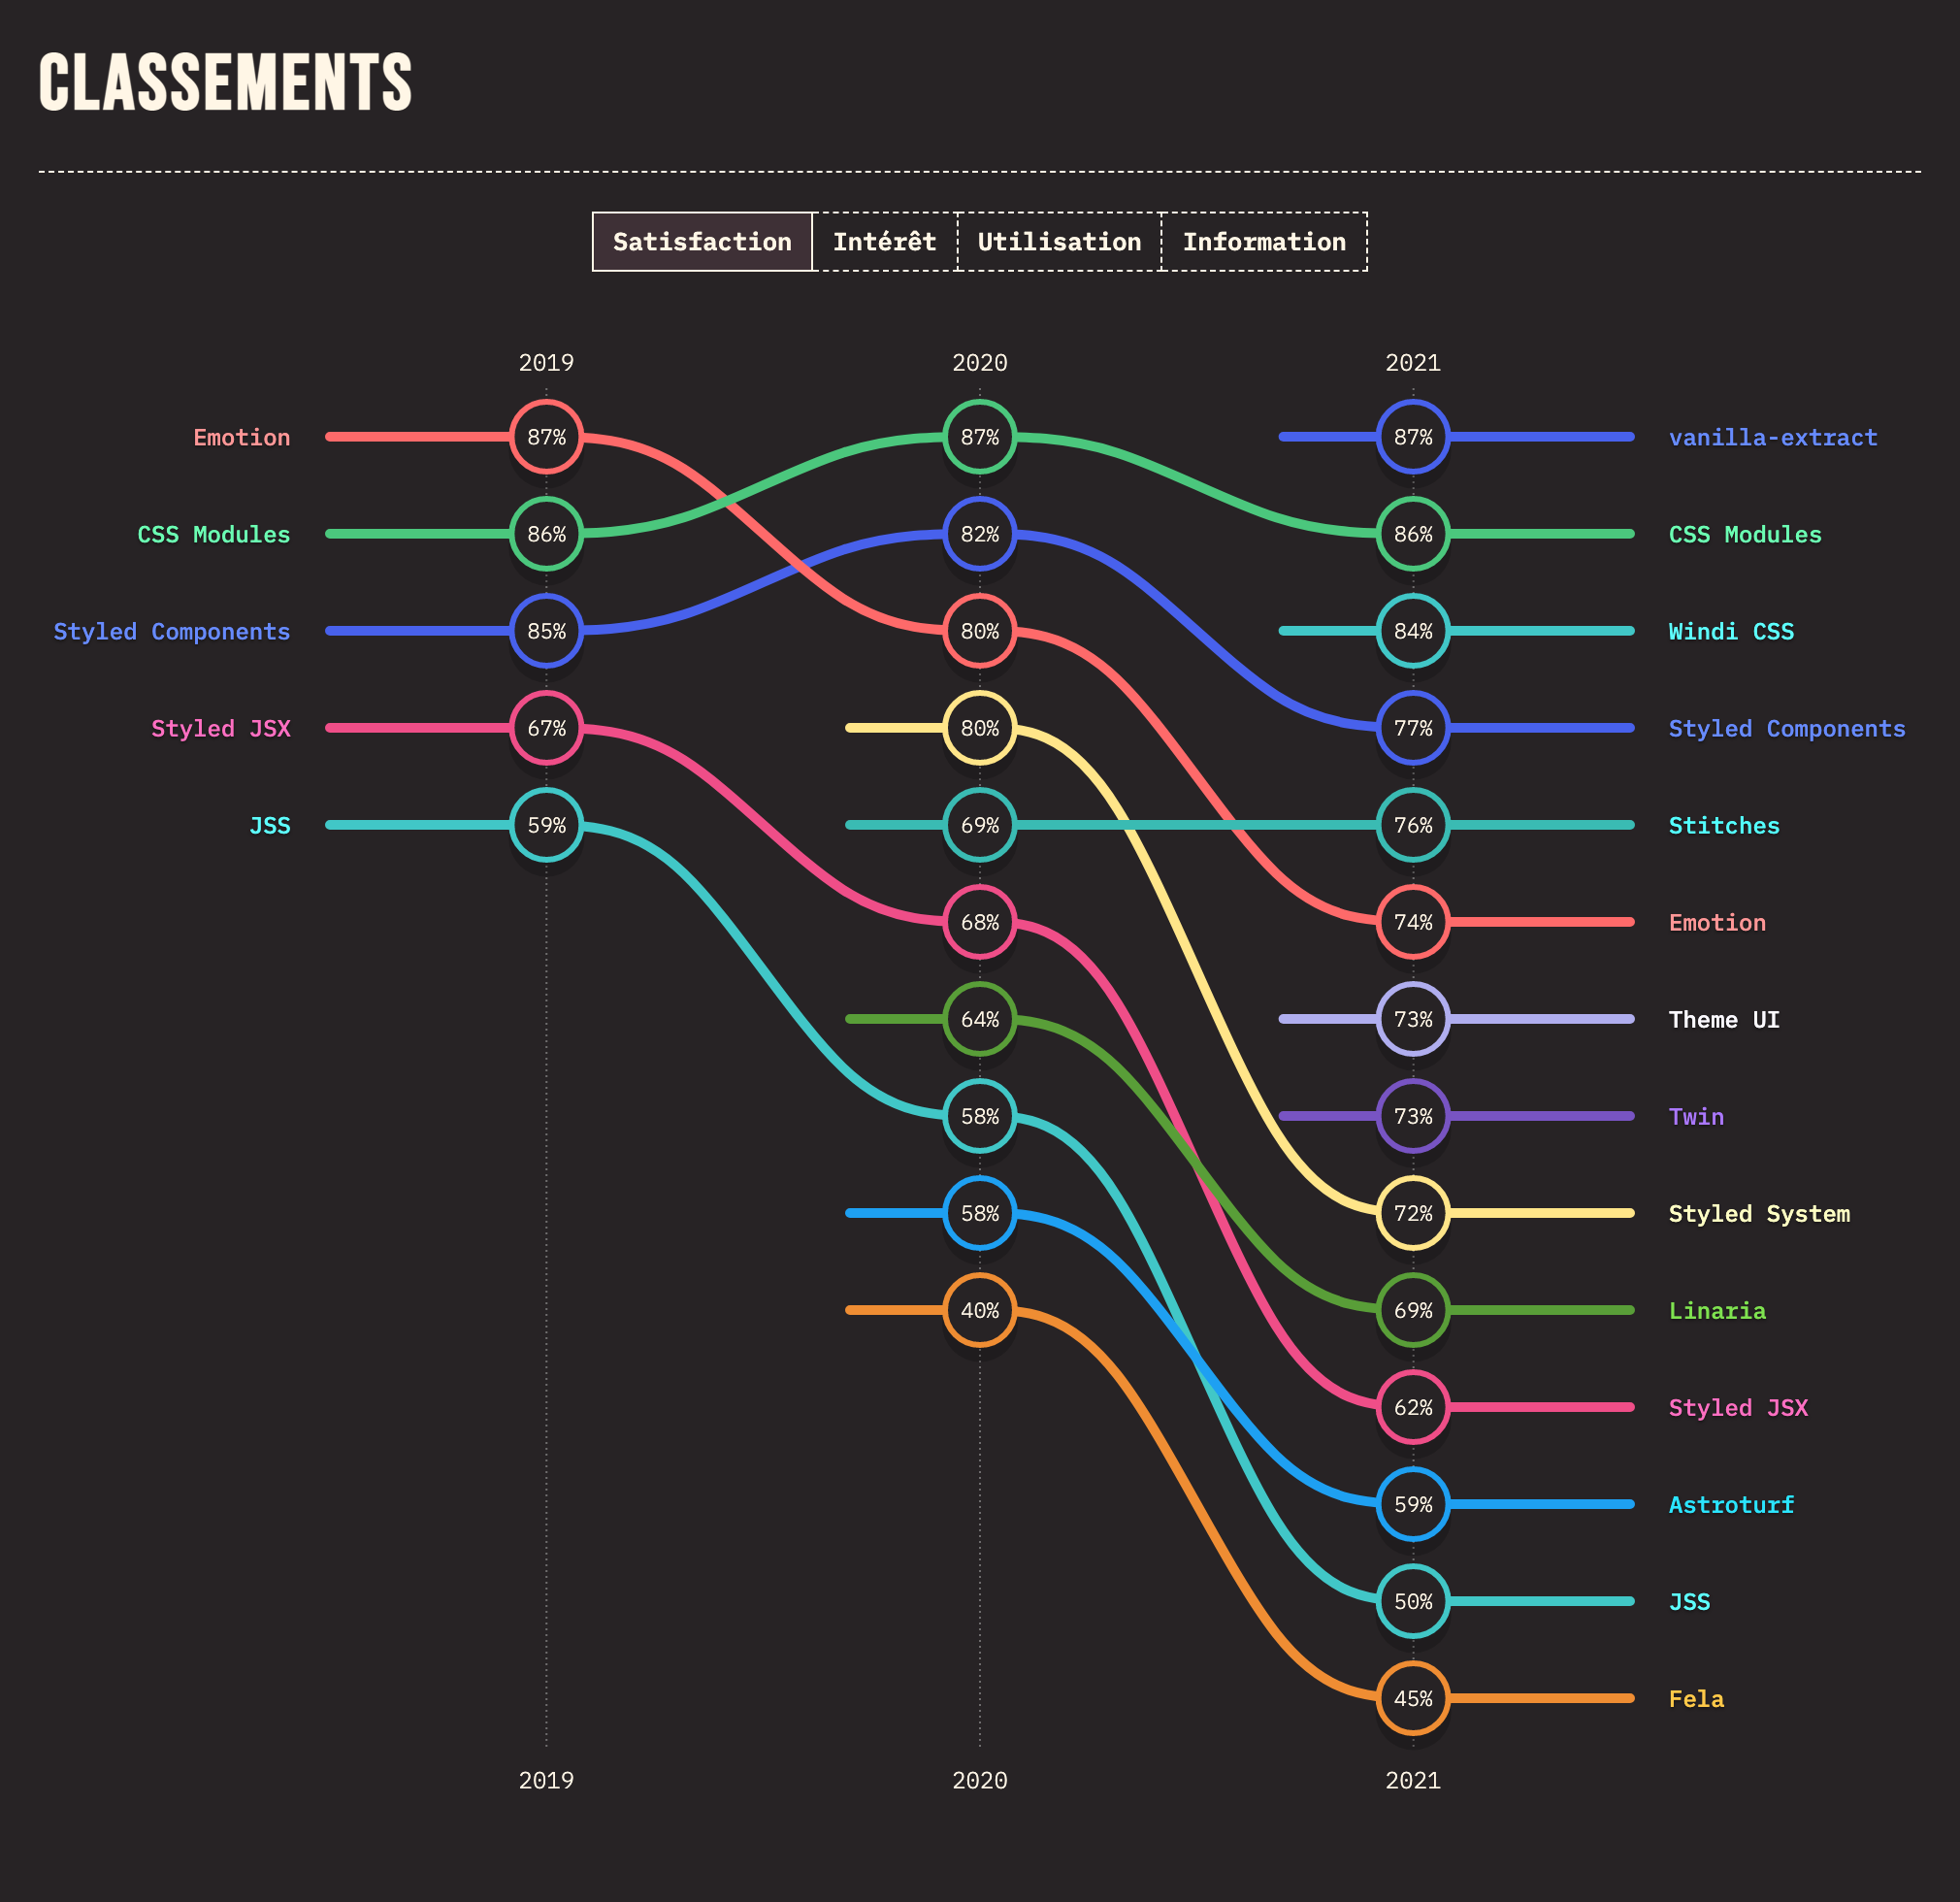 CLASSEMENTS
Satisfaction Intérêt Utilisation Information
2019 2020 2021
Emotion 87% 87% 87% vanilla-extract
CSS Modules 86% 82% 86% CSS Modules
Styled Components 85% 80% 84% Windi CSS
Styled JSX 67% 80% 77% Styled Components
JSS 59% 69% 76% Stitches
68% 74% Emotion
64% 73% Theme UI
58% 73% Twin
58% 72% Styled System
40% 69% Linaria
62% Styled JSX
59% Astroturf
50% JSS
45% Fela
2019 2020 2021